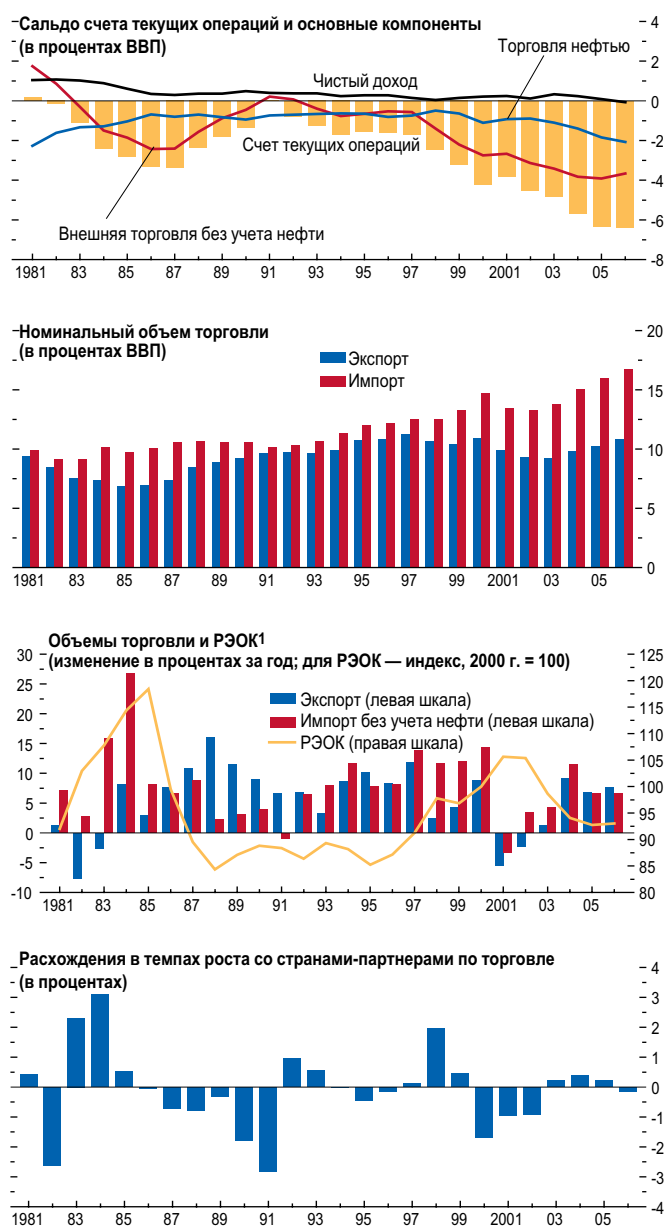 Сальдо счета текущих операций и основные компоненты
(в процентах ВВП)
Торговля нефтью
Чистый доход
Счет текущих операций
Внешняя торговля без учета нефти
4
2
0
-2
-4
-6
-8
1981 83 85 87 89 91 93 95 97 99 2001 03 05
Номинальный объем торговли
(в процентах ВВП)
Экспорт
Импорт
20
15
10
5
0
1981 83 85 87 89 91 93 95 97 99 2001 03 05
Объемы торговли и РЭОК1
(изменение в процентах за год; для РЭОК — индекс, 2000 г. = 100)
Экспорт (левая шкала)
Импорт без учета нефти (левая шкала)
РЭОК (правая шкала)
30 125
25 120
20 115
15 110
10 105
5 100
0 95
-5 90
-10 85
80
1981 83 85 87 89 91 93 95 97 99 2001 03 05
Расхождения в темпах роста со странами-партнерами по торговле
(в процентах)
4
3
2
1
0
-1
-2
-3
-4
1981 83 85 87 89 91 93 95 97 99 2001 03 05